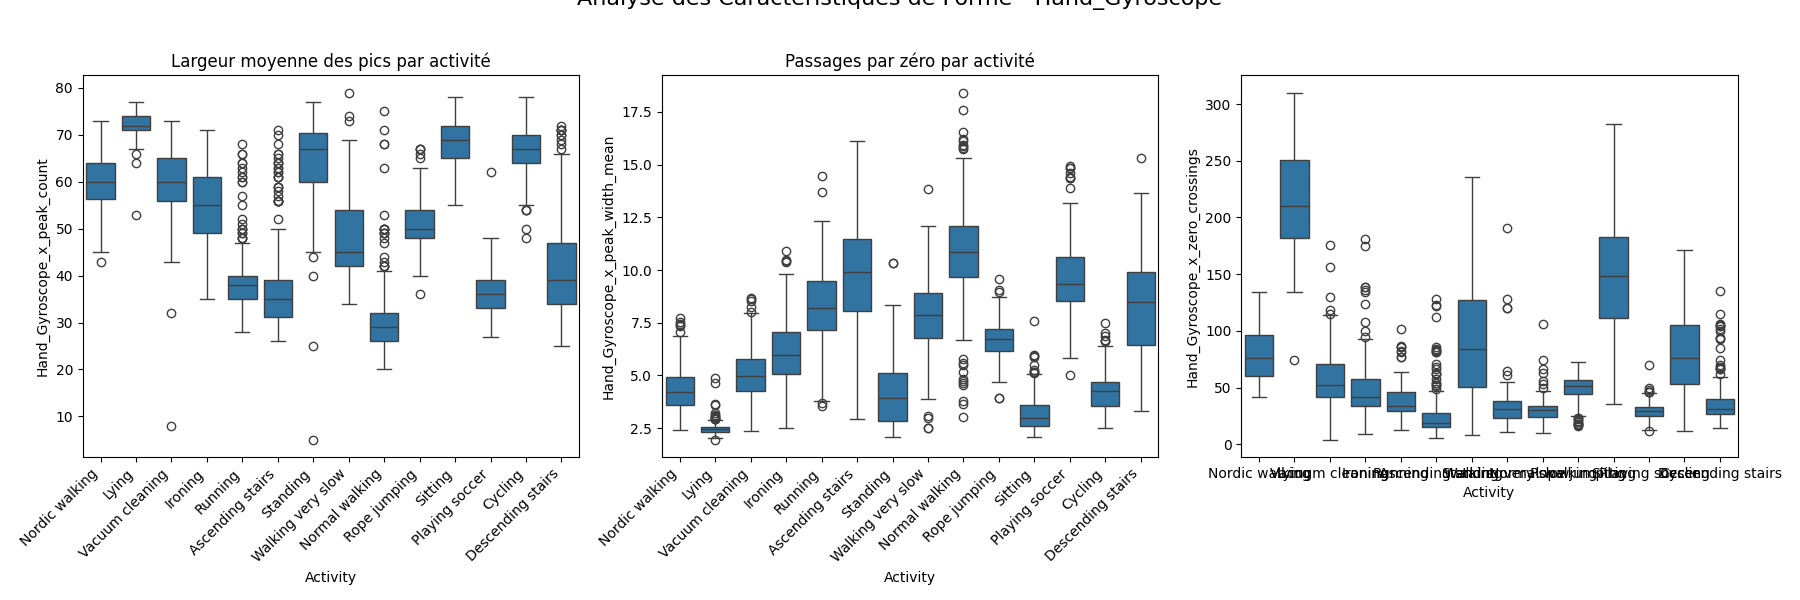 Analyse des Caractéristiques de Forme - Hand_Gyroscope
Largeur moyenne des pics par activité
Hand_Gyroscope_x_peak_count
80
70
60
50
40
30
20
10
Nordic walking
Lying
Vacuum cleaning
Ironing
Running
Ascending stairs
Standing
Walking very slow
Normal walking
Rope jumping
Sitting
Playing soccer
Cycling
Descending stairs
Activity
Passages par zéro par activité
Hand_Gyroscope_x_peak_width_mean
17.5
15.0
12.5
10.0
7.5
5.0
2.5
Nordic walking
Lying
Vacuum cleaning
Ironing
Running
Ascending stairs
Standing
Walking very slow
Normal walking
Rope jumping
Sitting
Playing soccer
Cycling
Descending stairs
Activity
Hand_Gyroscope_x_zero_crossings
300
250
200
150
100
50
0
Nordic walking
Descending stairs
Activity